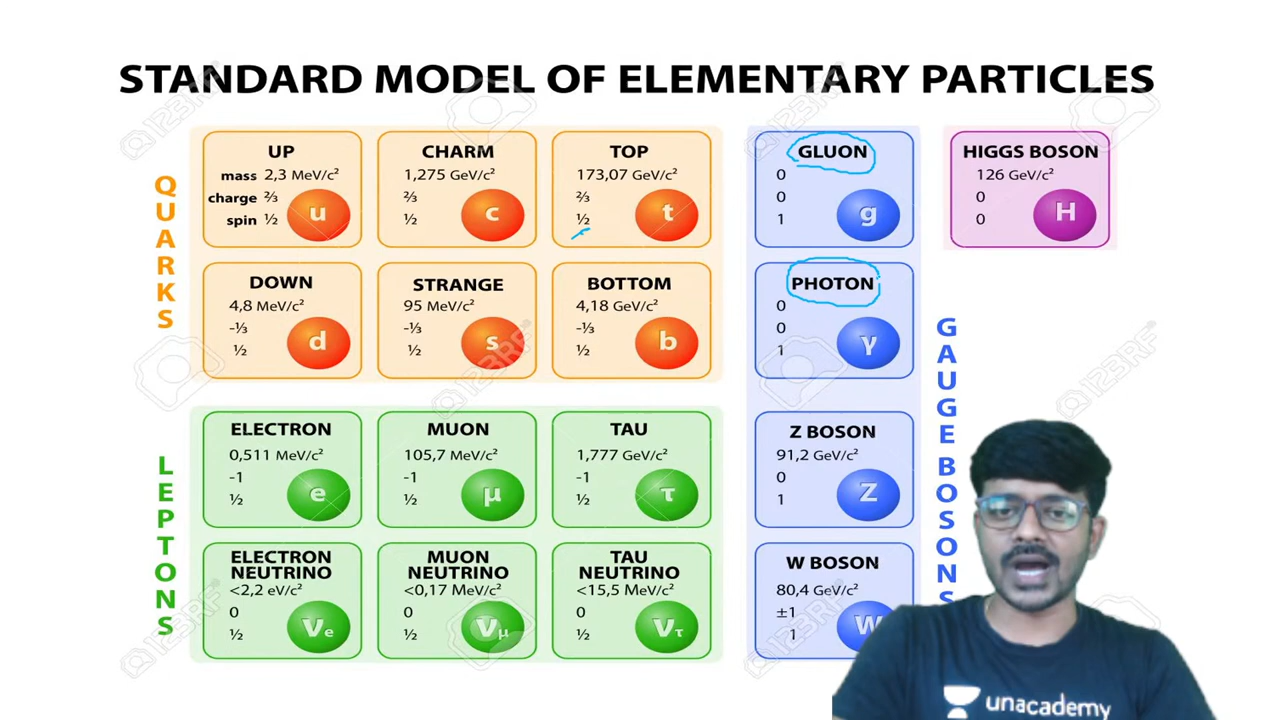 STANDARD MODEL OF ELEMENTARY PARTICLES
QUARKS
UP
mass 2,3 MeV/c²
charge ⅔
spin ½
u
CHARM
1,275 GeV/c²
⅔
½
c
TOP
173,07 GeV/c²
⅔
½
t
GLUON
0
0
1
g
HIGGS BOSON
126 GeV/c²
0
0
H
DOWN
4,8 MeV/c²
-⅓
½
d
STRANGE
95 MeV/c²
-⅓
½
s
BOTTOM
4,18 GeV/c²
-⅓
½
b
PHOTON
0
0
1
γ
GAUGE BOSONS
LEPTONS
ELECTRON
0,511 MeV/c²
-1
½
e
MUON
105,7 MeV/c²
-1
½
μ
TAU
1,777 GeV/c²
-1
½
τ
Z BOSON
91,2 GeV/c²
0
1
Z
ELECTRON
NEUTRINO
<2,2 eV/c²
0
½
νe
MUON
NEUTRINO
<0,17 MeV/c²
0
½
νμ
TAU
NEUTRINO
<15,5 MeV/c²
0
½
ντ
W BOSON
80,4 GeV/c²
±1
1
W
unacademy
123RF